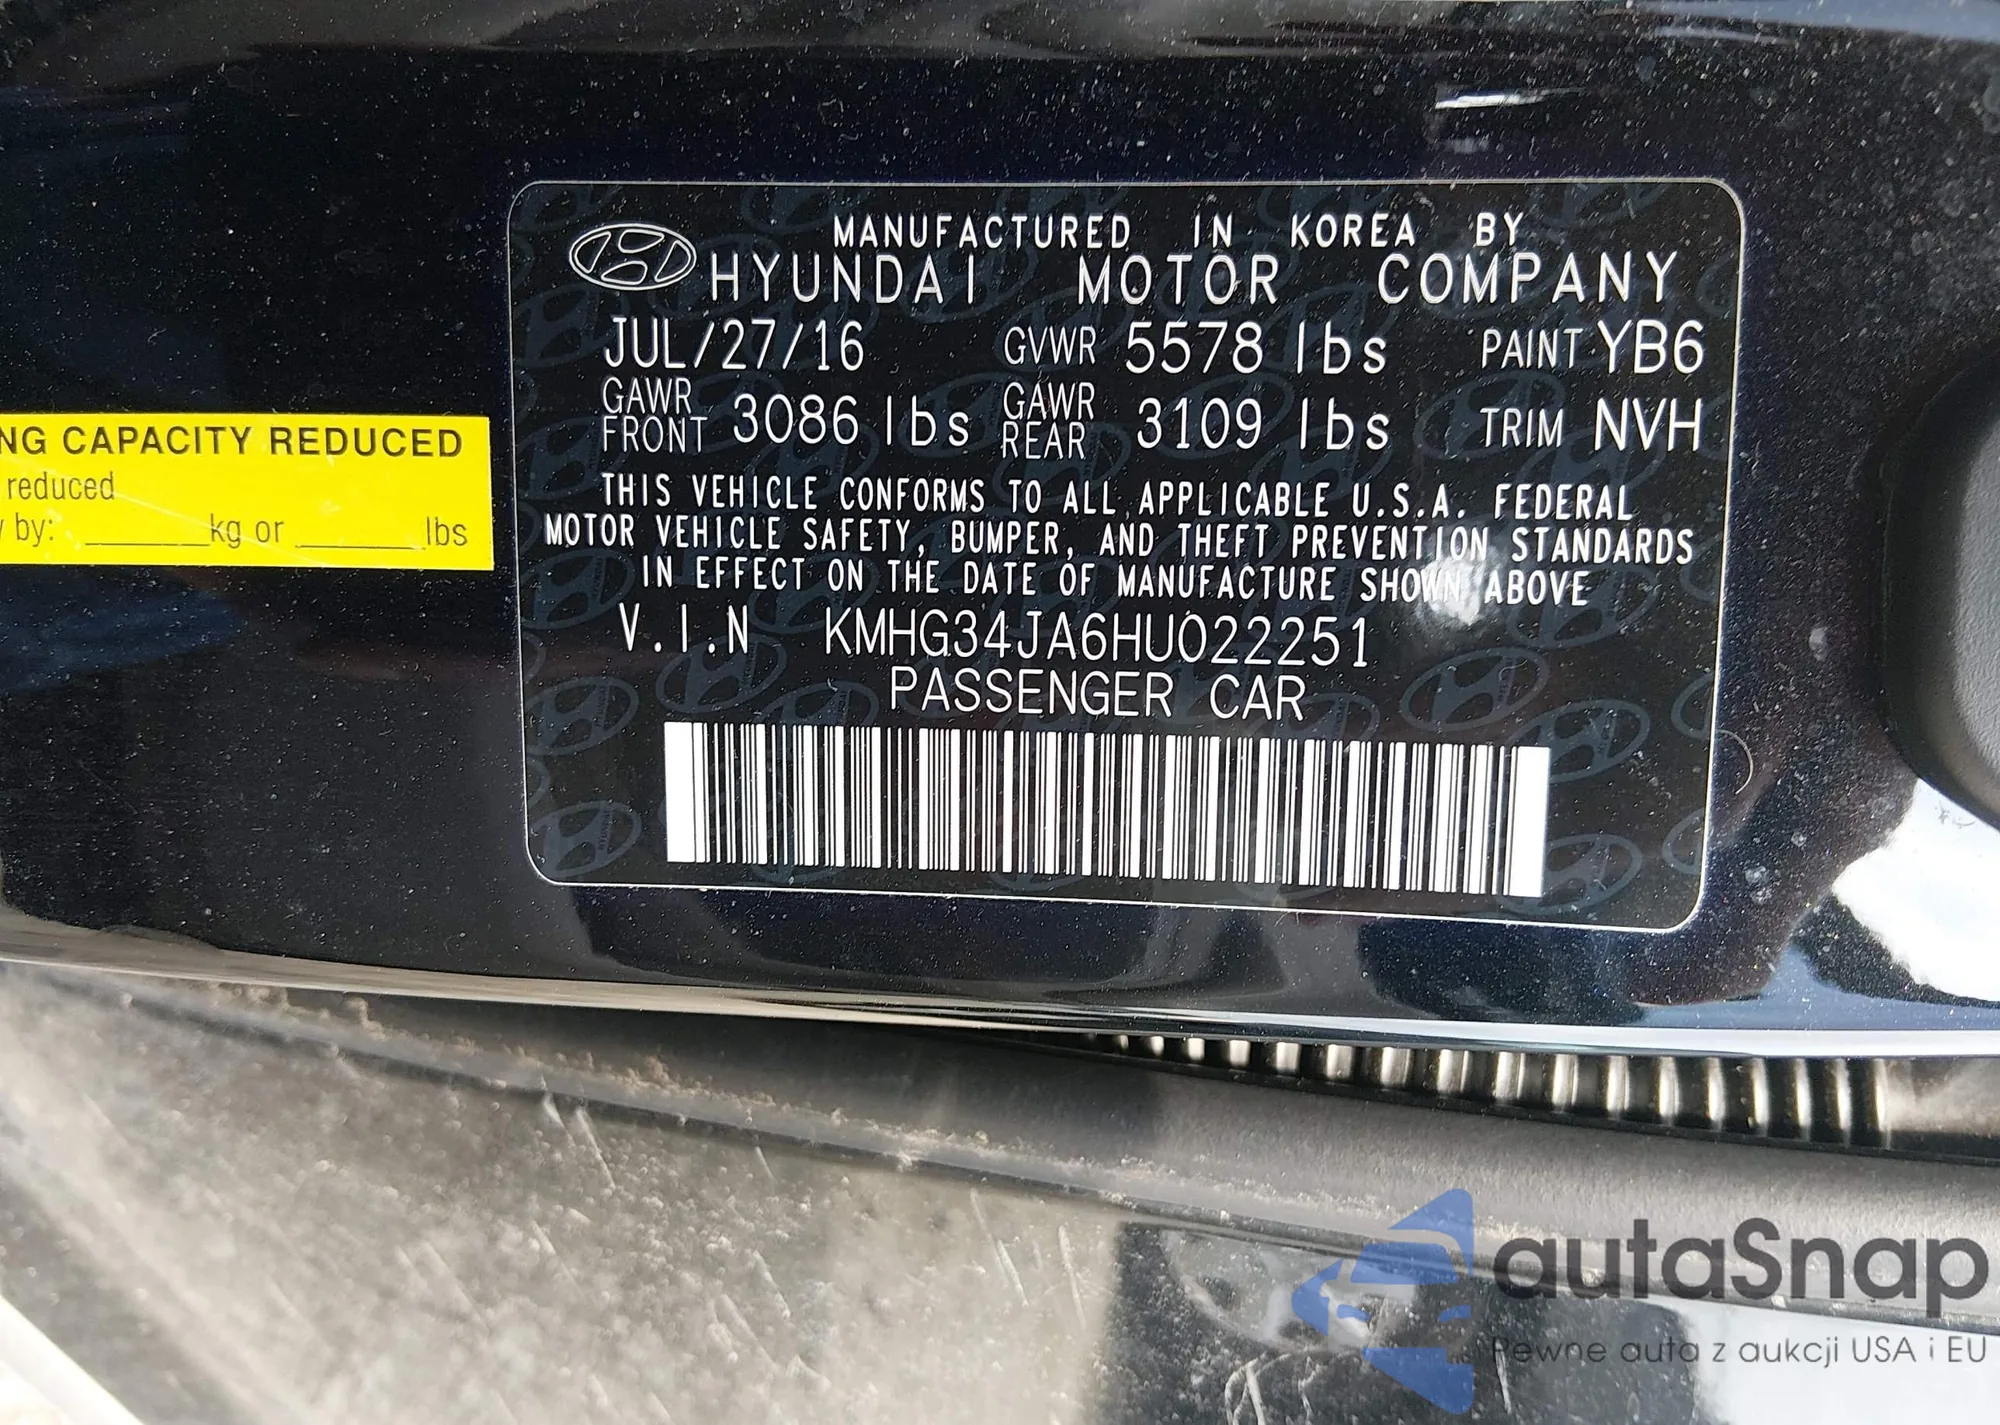 MANUFACTURED IN KOREA BY
HYUNDAI MOTOR COMPANY
JUL/27/16 GVWR 5578 lbs PAINT YB6
GAWR FRONT 3086 lbs GAWR REAR 3109 lbs TRIM NVH
THIS VEHICLE CONFORMS TO ALL APPLICABLE U.S.A. FEDERAL
MOTOR VEHICLE SAFETY, BUMPER, AND THEFT PREVENTION STANDARDS
IN EFFECT ON THE DATE OF MANUFACTURE SHOWN ABOVE
V.I.N KMHG34JA6HU022251
PASSENGER CAR
NG CAPACITY REDUCED
reduced
by: ______kg or ______lbs
autaSnap
Pewne auta z aukcji USA i EU